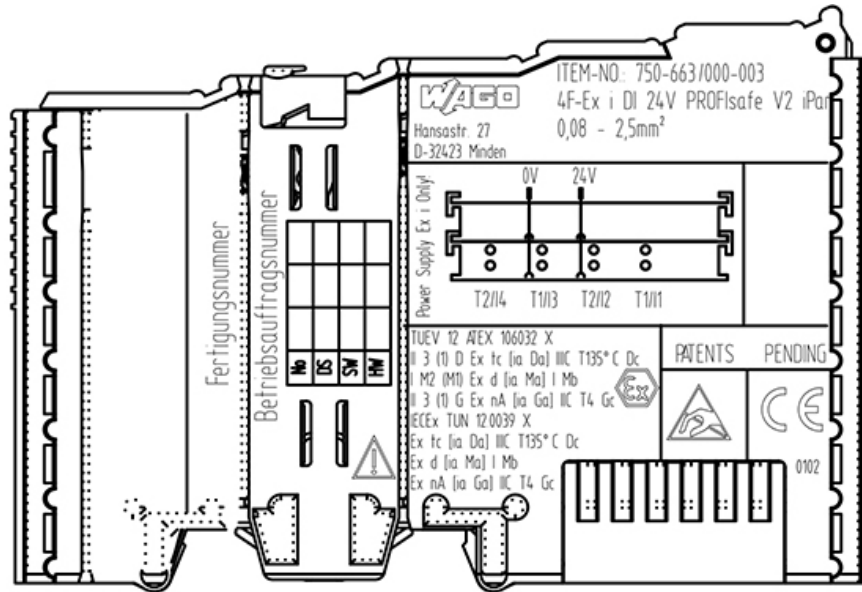 WAGO
Hansastr. 27
D-32423 Minden
ITEM-NO.: 750-663/000-003
4F-Ex i DI 24V PROFIsafe V2 iPar
0,08 - 2,5mm²
Power Supply Ex i Only!
0V 24V
T2/I4 T1/I3 T2/I2 T1/I1
Fertigungsnummer
Betriebsauftragsnummer
No
DS
SW
HW
TUEV 12 ATEX 106032 X
II 3 (1) D Ex tc [ia Da] IIIC T135°C Dc
I M2 (M1) Ex d [ia Ma] I Mb
II 3 (1) G Ex nA [ia Ga] IIC T4 Gc
IECEx TUN 12.0039 X
Ex tc [ia Da] IIIC T135°C Dc
Ex d [ia Ma] I Mb
Ex nA [ia Ga] IIC T4 Gc
Ex
PATENTS PENDING
CE
0102